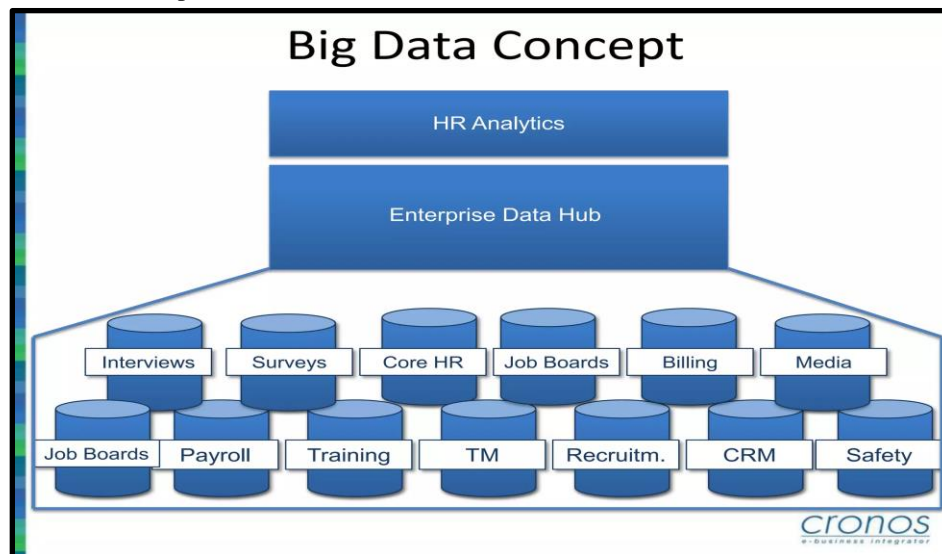 Big Data Concept
HR Analytics
Enterprise Data Hub
Interviews Surveys Core HR Job Boards Billing Media
Job Boards Payroll Training TM Recruitm. CRM Safety
cronos
e-business integrator